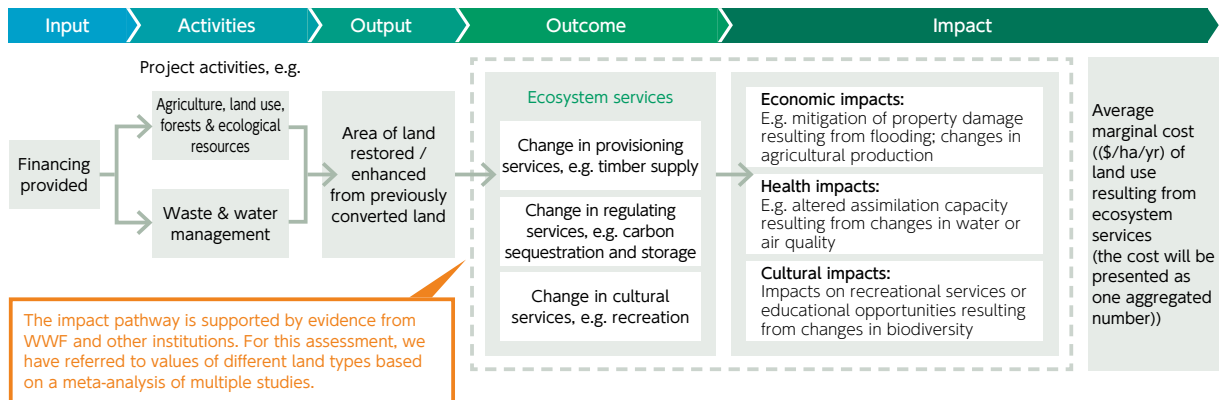 Input
Activities
Output
Outcome
Impact
Project activities, e.g.
Financing
provided
Agriculture, land use,
forests & ecological
resources
Waste & water
management
Area of land
restored /
enhanced
from previously
converted land
Ecosystem services
Change in provisioning
services, e.g. timber supply
Change in regulating
services, e.g. carbon
sequestration and storage
Change in cultural
services, e.g. recreation
Economic impacts:
E.g. mitigation of property damage
resulting from flooding; changes in
agricultural production
Health impacts:
E.g. altered assimilation capacity
resulting from changes in water or
air quality
Cultural impacts:
Impacts on recreational services or
educational opportunities resulting
from changes in biodiversity
Average
marginal cost
(($/ha/yr) of
land use
resulting from
ecosystem
services
(the cost will be
presented as
one aggregated
number))
The impact pathway is supported by evidence from
WWF and other institutions. For this assessment, we
have referred to values of different land types based
on a meta-analysis of multiple studies.